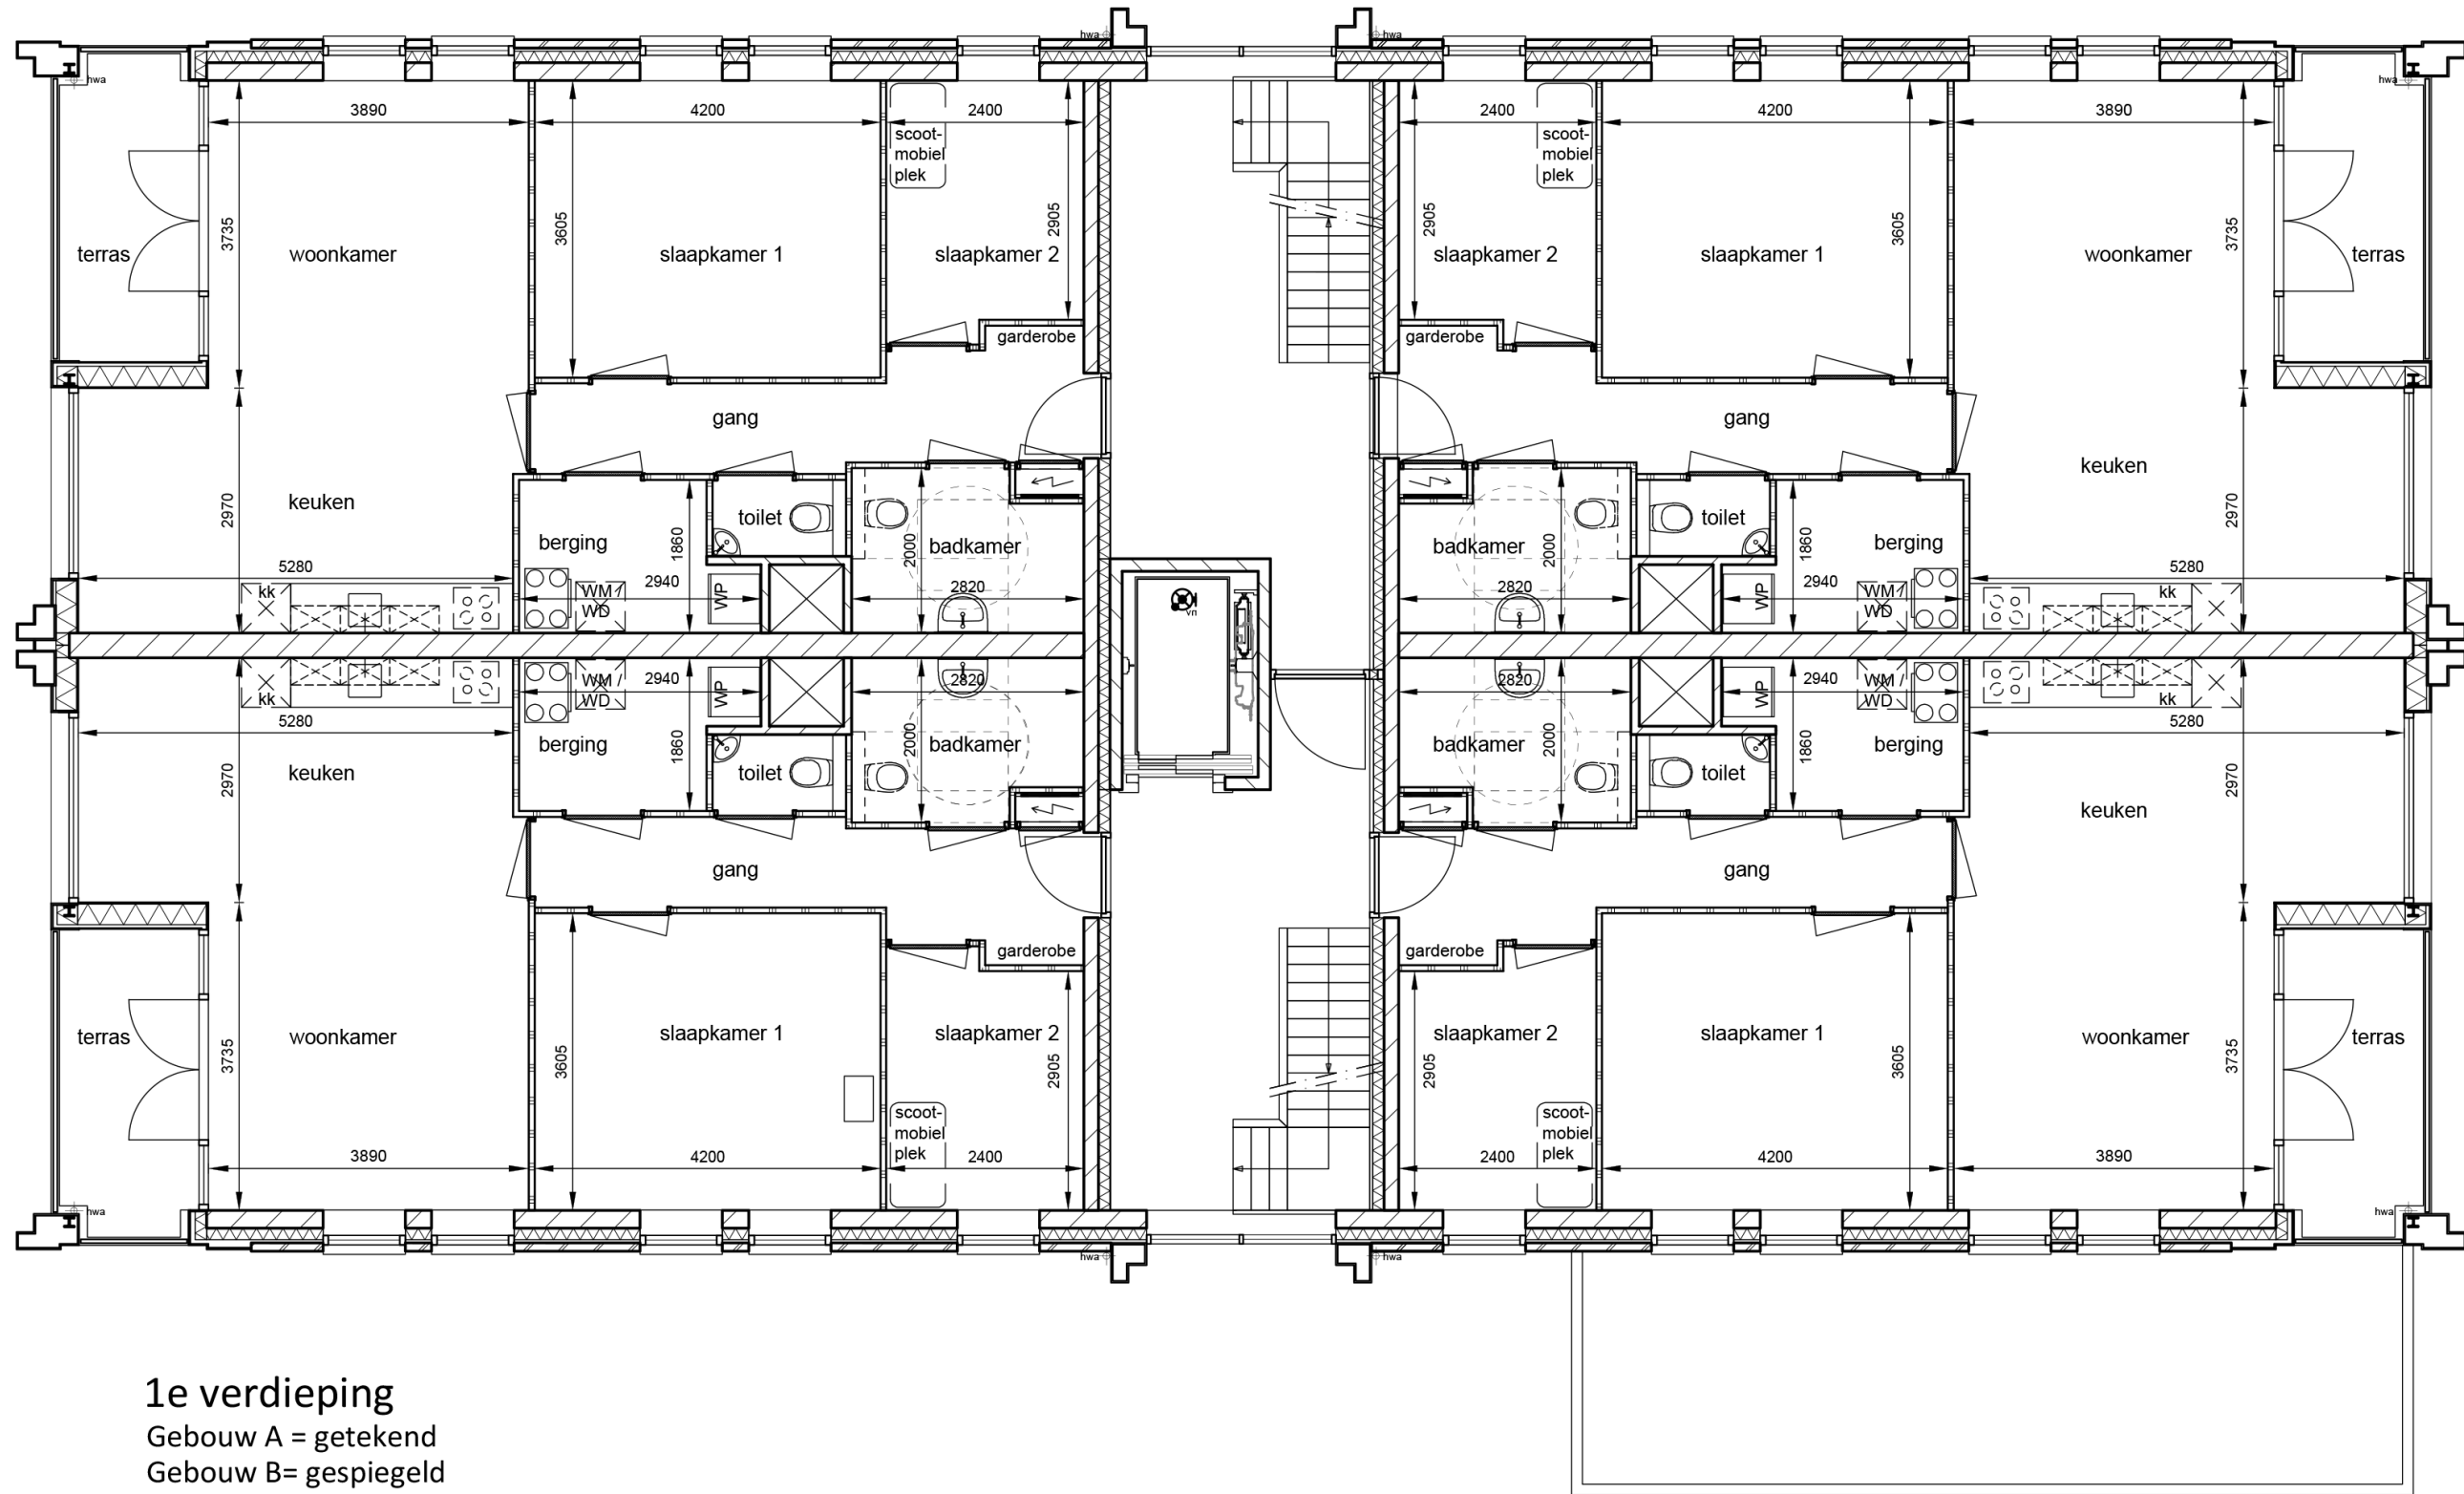 hwa
hwa
hwa
hwa
3890
4200
2400
2400
4200
3890
scoot-
mobiel
plek
scoot-
mobiel
plek
3735
3605
2905
2905
3605
3735
terras
woonkamer
slaapkamer 1
slaapkamer 2
slaapkamer 2
slaapkamer 1
woonkamer
terras
garderobe
garderobe
gang
gang
keuken
keuken
2970
2970
toilet
toilet
berging
1860
2000
badkamer
badkamer
2000
1860
berging
5280
2940
2820
2820
2940
5280
kk
WM /
WD
WP
WP
WM /
WD
kk
vn
kk
WM /
WD
2940
WP
2820
2820
WP
2940
WM /
WD
kk
5280
5280
berging
1860
2000
badkamer
badkamer
2000
1860
berging
2970
keuken
toilet
toilet
2970
keuken
gang
gang
garderobe
garderobe
terras
woonkamer
slaapkamer 1
slaapkamer 2
slaapkamer 2
slaapkamer 1
woonkamer
terras
3735
3605
2905
2905
3605
3735
scoot-
mobiel
plek
scoot-
mobiel
plek
3890
4200
2400
2400
4200
3890
hwa
hwa
hwa
hwa
1e verdieping
Gebouw A = getekend
Gebouw B= gespiegeld